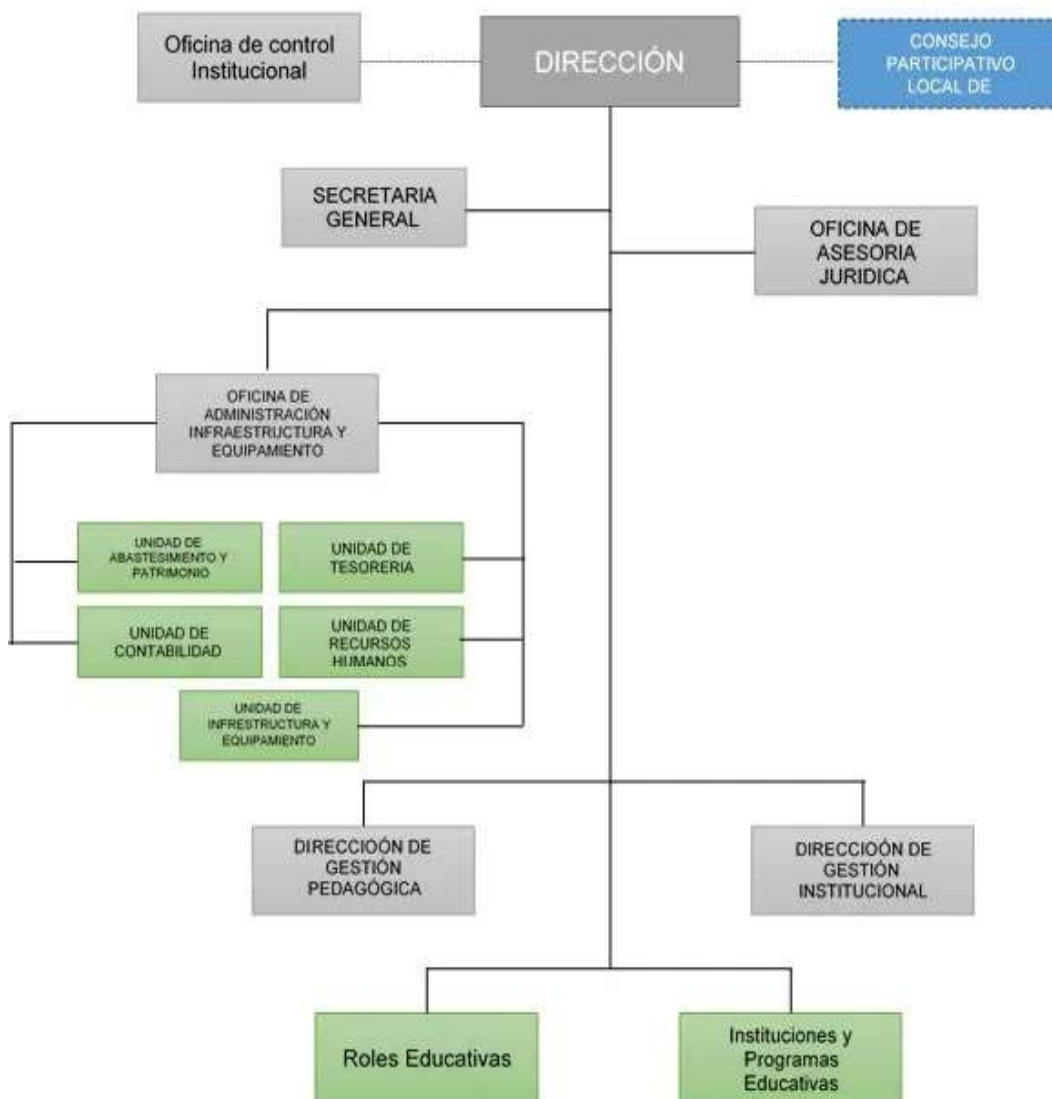 Oficina de control
Institucional
DIRECCIÓN
CONSEJO
PARTICIPATIVO
LOCAL DE
SECRETARIA
GENERAL
OFICINA DE
ASESORIA
JURIDICA
OFICINA DE
ADMINISTRACIÓN
INFRAESTRUCTURA Y
EQUIPAMIENTO
UNIDAD DE
ABASTESIMIENTO Y
PATRIMONIO
UNIDAD DE
TESORERIA
UNIDAD DE
CONTABILIDAD
UNIDAD DE
RECURSOS
HUMANOS
UNIDAD DE
INFRESTRUCTURA Y
EQUIPAMIENTO
DIRECCIOÓN DE
GESTIÓN
PEDAGÓGICA
DIRECCIOÓN DE
GESTIÓN
INSTITUCIONAL
Roles Educativas
Instituciones y
Programas
Educativas